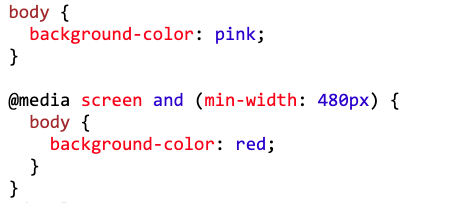 body {
  background-color: pink;
}

@media screen and (min-width: 480px) {
  body {
    background-color: red;
  }
}